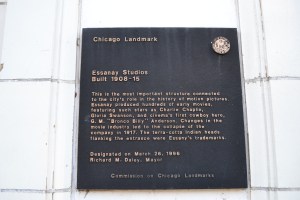 Chicago Landmark
Essanay Studios
Built 1908-15
This is the most important structure connected
to the city's role in the history of motion pictures.
Essanay produced hundreds of early movies,
featuring such stars as Charlie Chaplin,
Gloria Swanson, and cinema's first cowboy hero,
G. M. "Bronco Billy" Anderson. Changes in the
movie industry led to the collapse of the
company in 1917. The terra-cotta Indian heads
flanking the entrance were Essanay's trademarks.
Designated on March 26, 1996
Richard M. Daley, Mayor
Commission on Chicago Landmarks